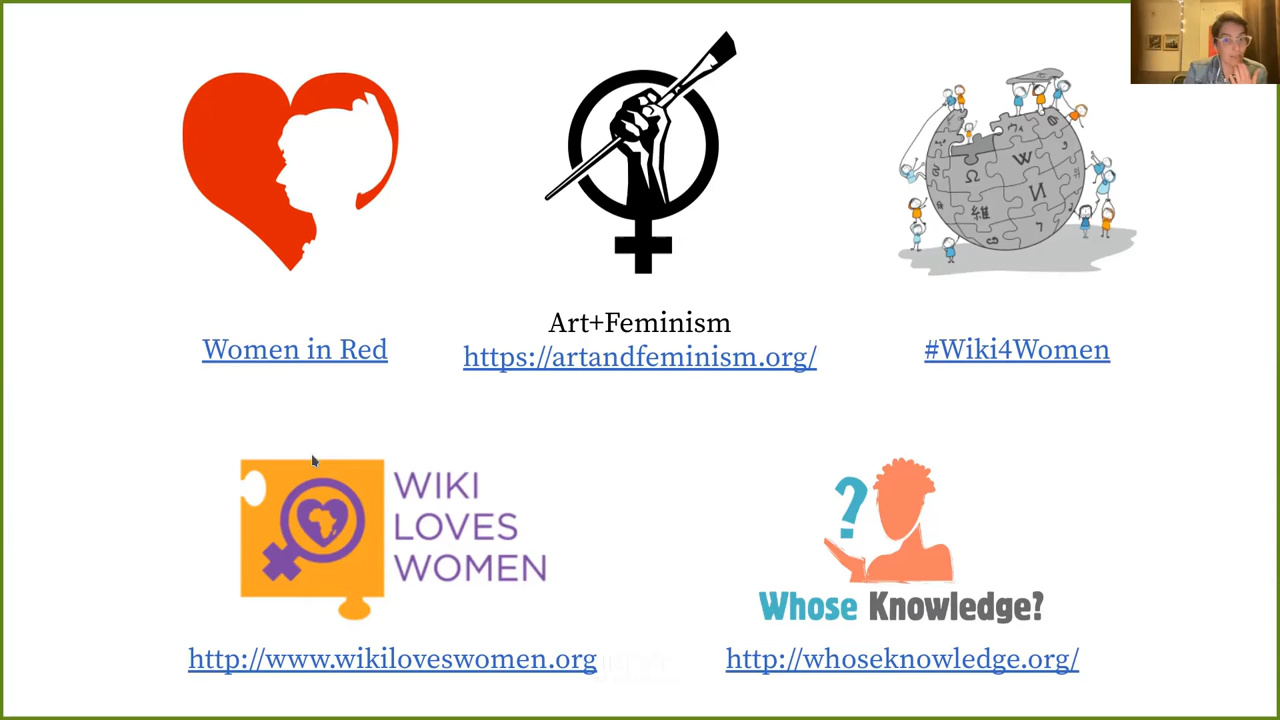 Women in Red
Art+Feminism
https://artandfeminism.org/
#Wiki4Women
W
Ω
И
維
WIKI
LOVES
WOMEN
http://www.wikiloveswomen.org
?
Whose Knowledge?
http://whoseknowledge.org/